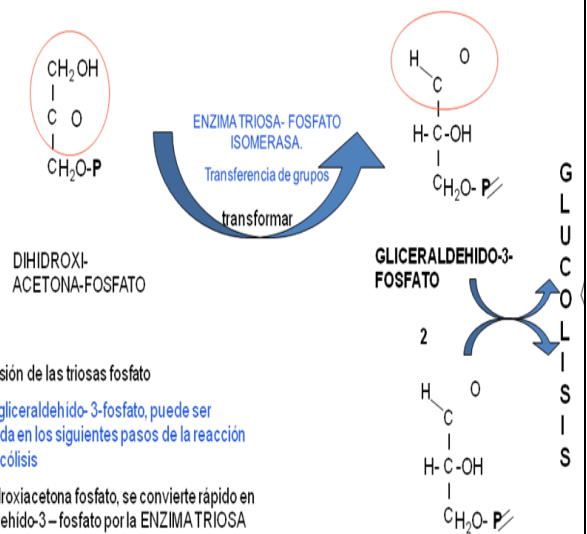 CH2OH
C O
CH2O-P
DIHIDROXI-
ACETONA-FOSFATO
ENZIMA TRIOSA- FOSFATO
ISOMERASA.
Transferencia de grupos
transformar
H O
C
H- C-OH
CH2O- P
GLICERALDEHIDO-3-
FOSFATO
2
H O
C
H- C-OH
CH2O- P
GLUCOLISIS
sión de las triosas fosfato
gliceraldehído- 3-fosfato, puede ser
da en los siguientes pasos de la reacción
cólisis
droxiacetona fosfato, se convierte rápido en
ehído-3 – fosfato por la ENZIMA TRIOSA